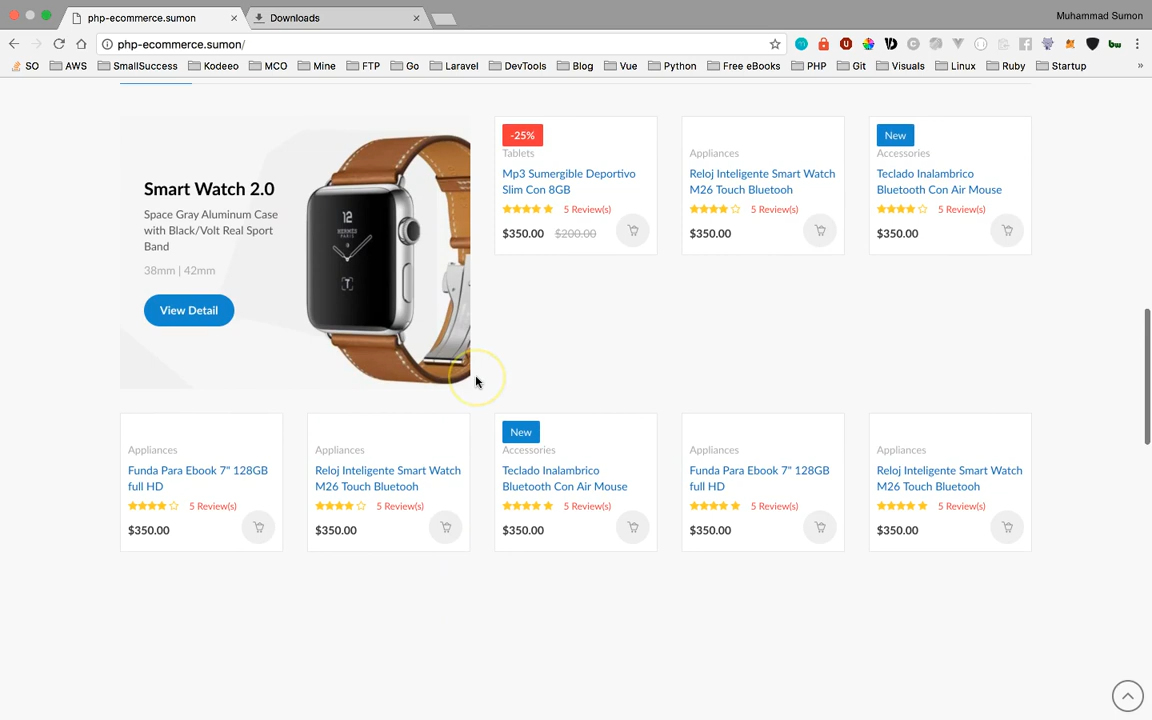 php-ecommerce.sumon
Downloads
Muhammad Sumon
php-ecommerce.sumon/
SO AWS SmallSuccess Kodeeo MCO Mine FTP Go Laravel DevTools Blog Vue Python Free eBooks PHP Git Visuals Linux Ruby Startup »
Smart Watch 2.0
Space Gray Aluminum Case
with Black/Volt Real Sport
Band
38mm | 42mm
View Detail
12
HERMES
PARIS
-25%
Tablets
Mp3 Sumergible Deportivo
Slim Con 8GB
5 Review(s)
$350.00 $200.00
Appliances
Reloj Inteligente Smart Watch
M26 Touch Bluetooh
5 Review(s)
$350.00
New
Accessories
Teclado Inalambrico
Bluetooth Con Air Mouse
5 Review(s)
$350.00
Appliances
Funda Para Ebook 7" 128GB
full HD
5 Review(s)
$350.00
Appliances
Reloj Inteligente Smart Watch
M26 Touch Bluetooh
5 Review(s)
$350.00
New
Accessories
Teclado Inalambrico
Bluetooth Con Air Mouse
5 Review(s)
$350.00
Appliances
Funda Para Ebook 7" 128GB
full HD
5 Review(s)
$350.00
Appliances
Reloj Inteligente Smart Watch
M26 Touch Bluetooh
5 Review(s)
$350.00